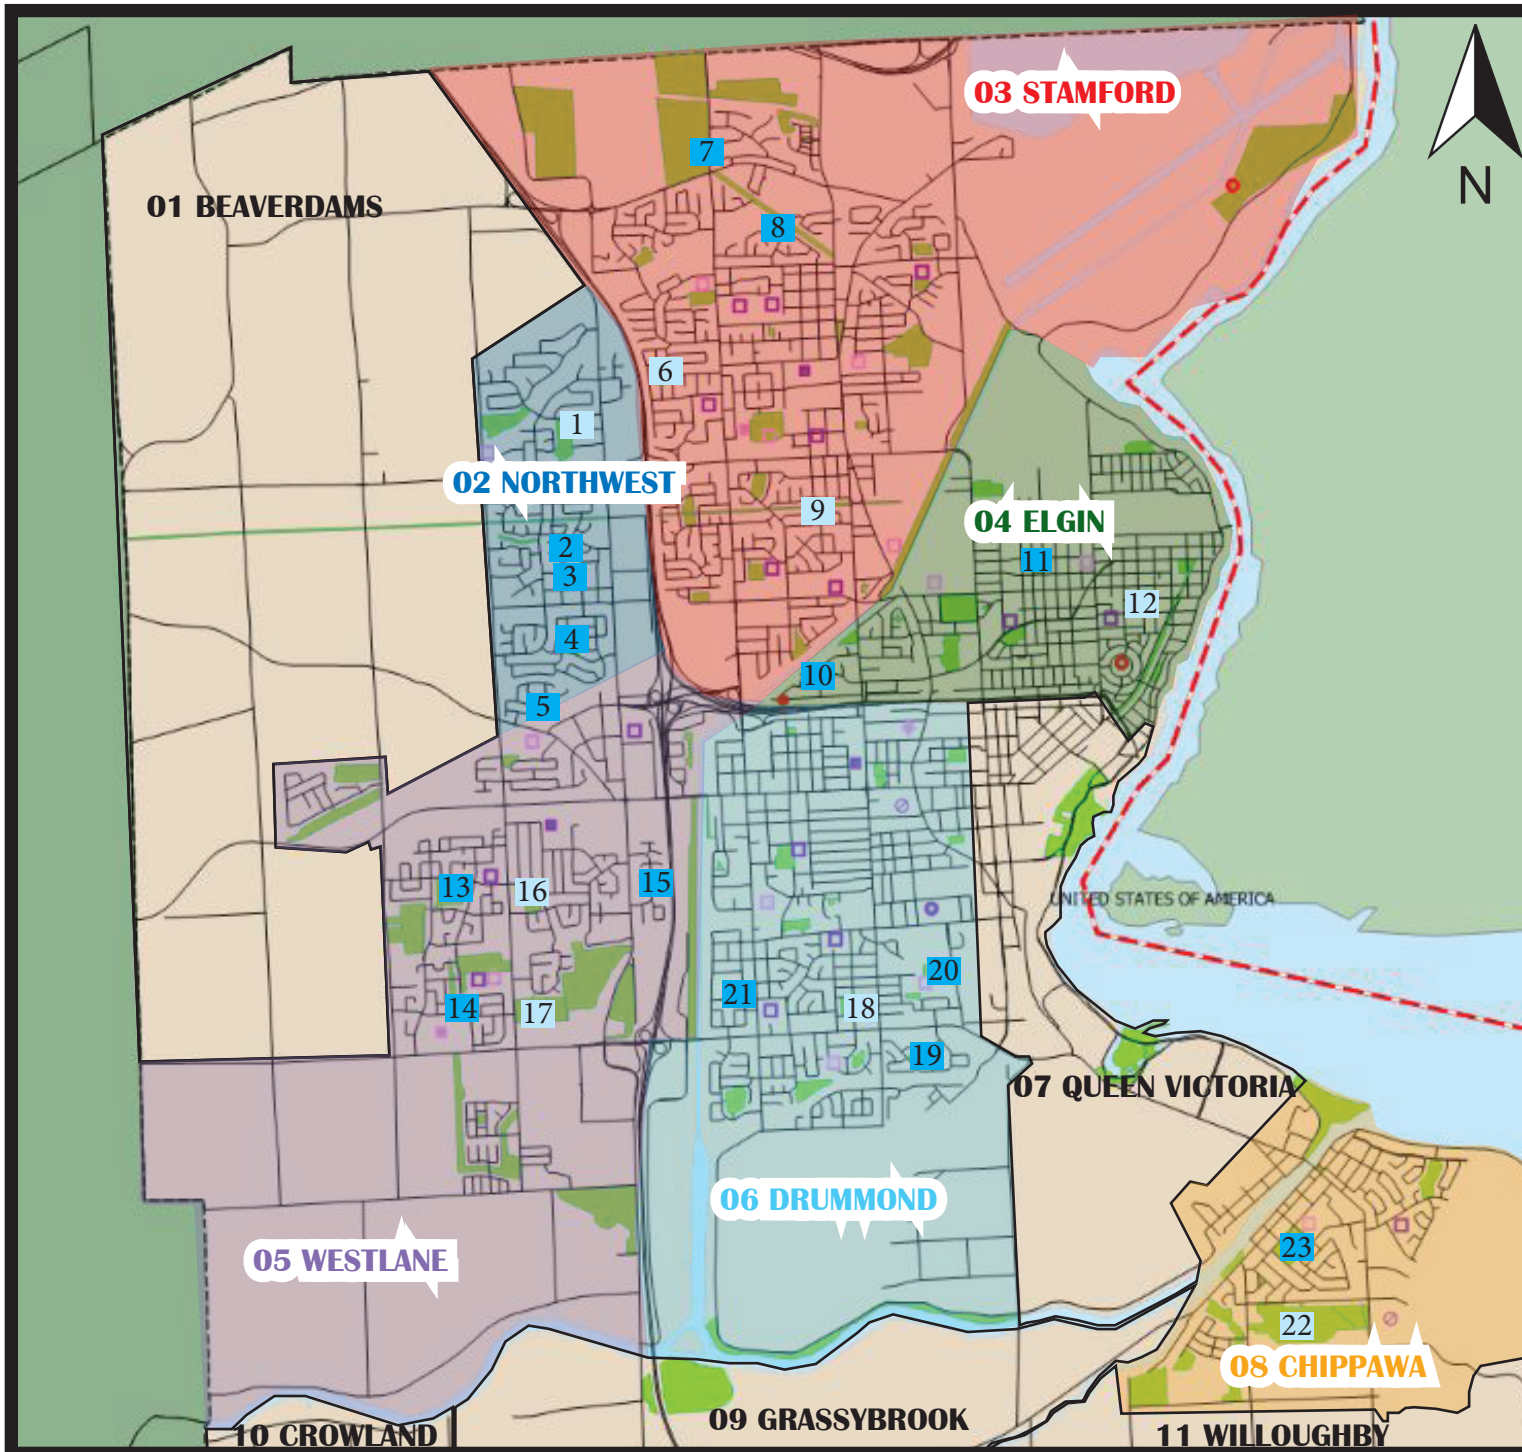 03 STAMFORD
N
7
01 BEAVERDAMS
8
6
1
02 NORTHWEST
9
04 ELGIN
2
11
3
12
4
10
5
13
16
15
UNITED STATES OF AMERICA
20
21
14
17
18
19
07 QUEEN VICTORIA
06 DRUMMOND
05 WESTLANE
23
22
08 CHIPPAWA
09 GRASSYBROOK
10 CROWLAND
11 WILLOUGHBY